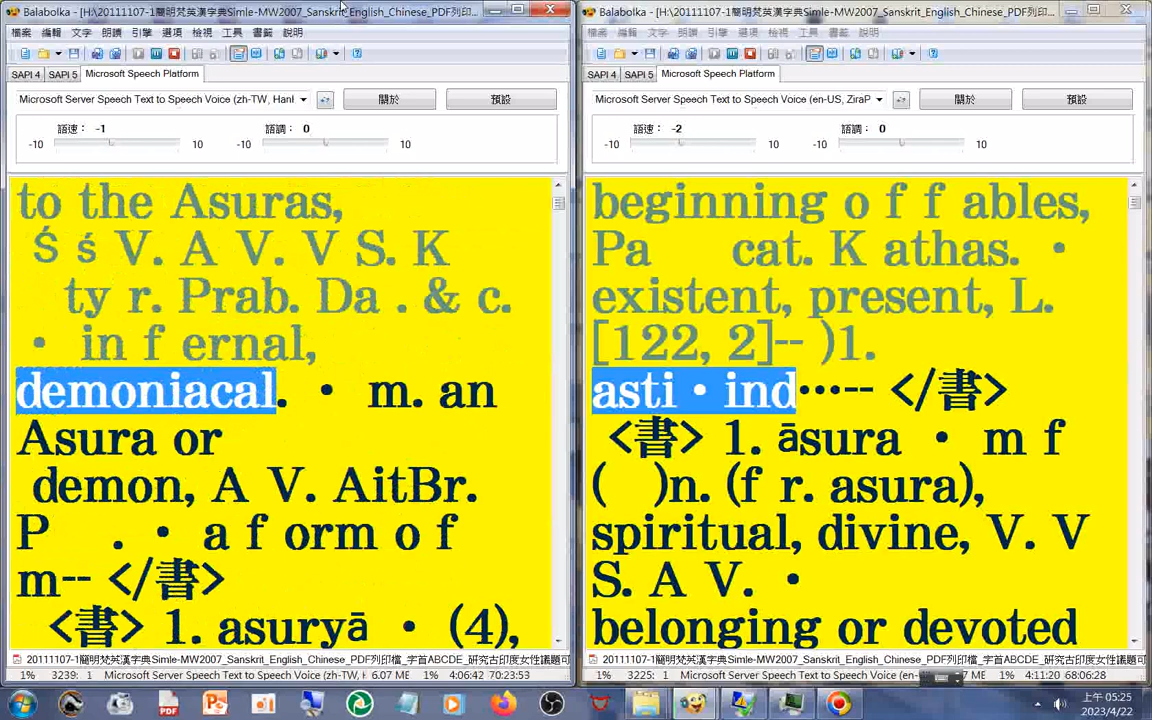 Balabolka - [H:\20111107-1簡明梵英漢字典Simle-MW2007_Sanskrit_English_Chinese_PDF列印
檔案 編輯 文字 朗讀 引擎 選項 檢視 工具 書籤 說明
SAPI 4 SAPI 5 Microsoft Speech Platform
Microsoft Server Speech Text to Speech Voice (zh-TW, HanI 關於 預設
語速： -1 語調： 0
-10 10 -10 10
to the Asuras,
Ś ś V. A V. V S. K
ty r. Prab. Da . & c.
• in f ernal,
demoniacal. • m. an
Asura or
demon, A V. AitBr.
P . • a f orm o f
m-- </書>
<書> 1. asuryā • (4),
20111107-1簡明梵英漢字典Simle-MW2007_Sanskrit_English_Chinese_PDF列印檔_字首ABCDE_研究古印度女性議題可
1% 3239: 1 Microsoft Server Speech Text to Speech Voice (zh-TW, H 6.07 ME 1% 4:06:42 70:23:53
Balabolka - [H:\20111107-1簡明梵英漢字典Simle-MW2007_Sanskrit_English_Chinese_PDF列印檔
檔案 編輯 文字 朗讀 引擎 選項 檢視 工具 書籤 說明
SAPI 4 SAPI 5 Microsoft Speech Platform
Microsoft Server Speech Text to Speech Voice (en-US, ZiraP 關於 預設
語速： -2 語調： 0
-10 10 -10 10
beginning o f f ables,
Pa cat. K athas. •
existent, present, L.
[122, 2]-- )1.
asti • ind…-- </書>
<書> 1. āsura • m f
( )n. (f r. asura),
spiritual, divine, V. V
S. A V. •
belonging or devoted
20111107-1簡明梵英漢字典Simle-MW2007_Sanskrit_English_Chinese_PDF列印檔_字首ABCDE_研究古印度女性議題可
1% 3225: 1 Microsoft Server Speech Text to Speech Voice (en-U ME 1% 4:11:20 68:06:28
上午 05:25
2023/4/22